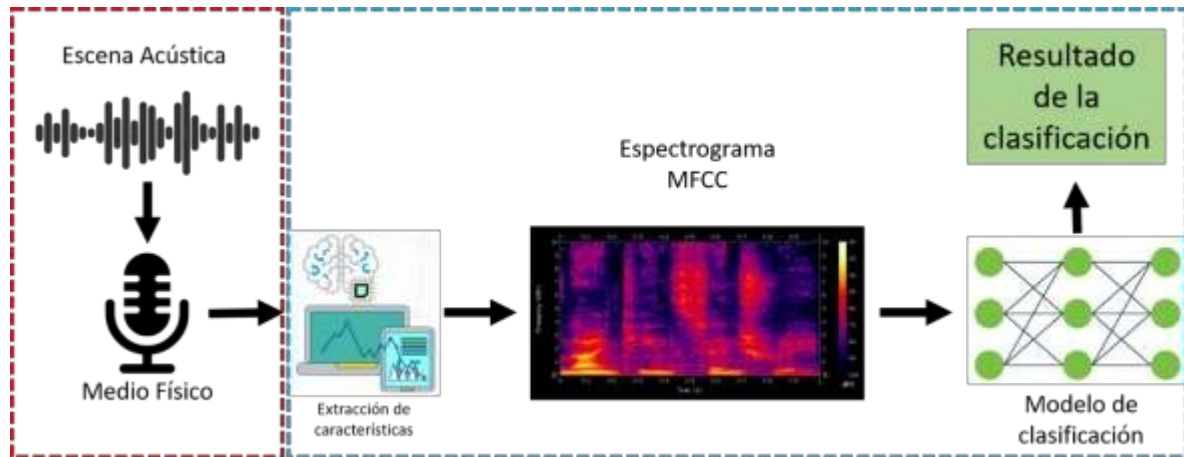 Escena Acústica
Medio Físico
Extracción de
características
Espectrograma
MFCC
Modelo de
clasificación
Resultado
de la
clasificación